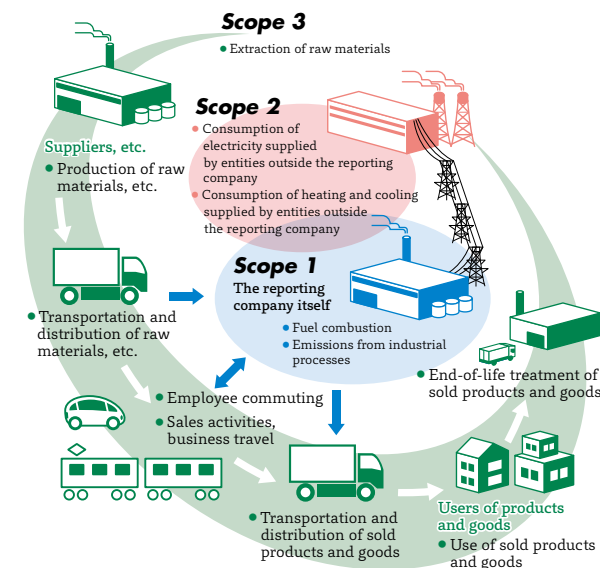 Scope 3
• Extraction of raw materials
Scope 2
• Consumption of
electricity supplied
by entities outside the reporting
company
• Consumption of heating and cooling
supplied by entities outside
the reporting company
Suppliers, etc.
• Production of raw
materials, etc.
Scope 1
The reporting
company itself
• Fuel combustion
• Emissions from industrial
processes
• Transportation and
distribution of raw
materials, etc.
• Employee commuting
• Sales activities,
business travel
• End-of-life treatment of
sold products and goods
• Transportation and
distribution of sold
products and goods
Users of products
and goods
• Use of sold products
and goods